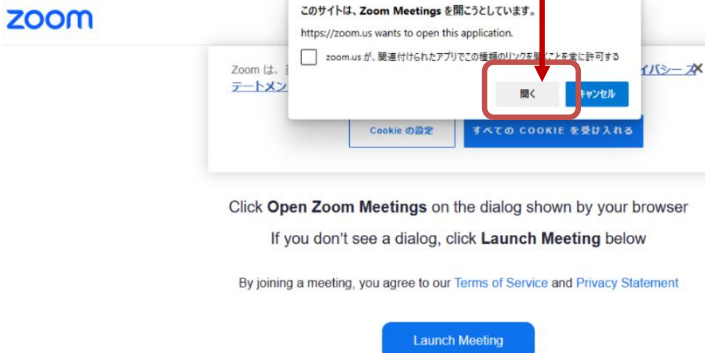 zoom
このサイトは、Zoom Meetings を開こうとしています。
https://zoom.us wants to open this application.
zoom.us が、関連付けられたアプリでこの種類のリンクを開くことを常に許可する
開く
キャンセル
Zoom は、
イバシー ス
テートメン
Cookie の設定
すべての COOKIE を受け入れる
Click Open Zoom Meetings on the dialog shown by your browser
If you don't see a dialog, click Launch Meeting below
By joining a meeting, you agree to our Terms of Service and Privacy Statement
Launch Meeting